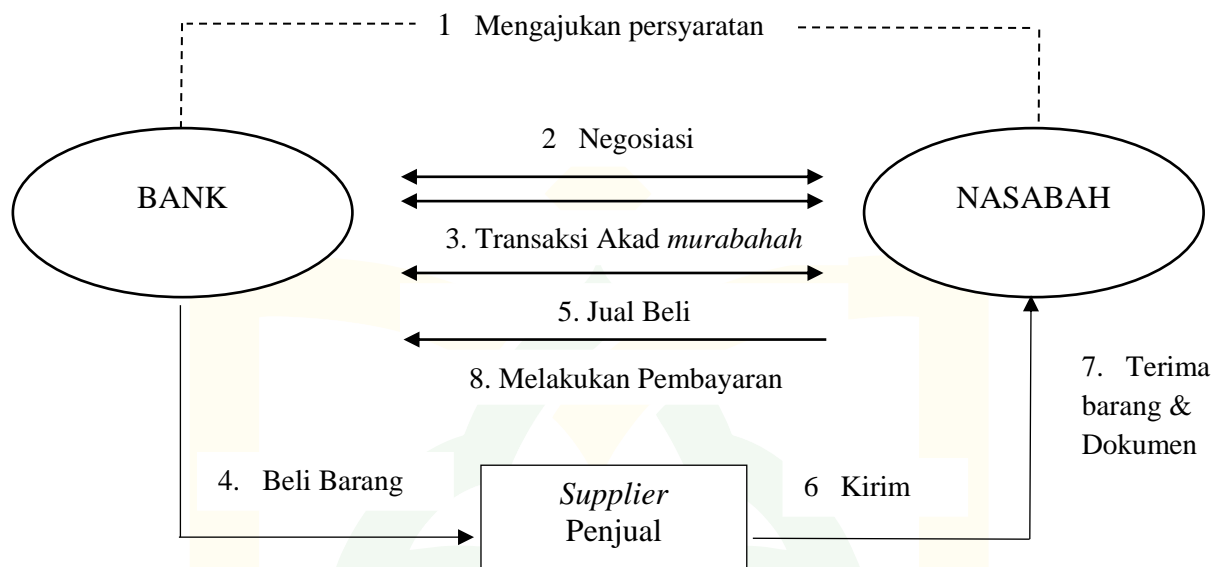 1 Mengajukan persyaratan
2 Negosiasi
BANK
NASABAH
3. Transaksi Akad murabahah
5. Jual Beli
8. Melakukan Pembayaran
7. Terima
barang &
Dokumen
4. Beli Barang
Supplier
Penjual
6 Kirim